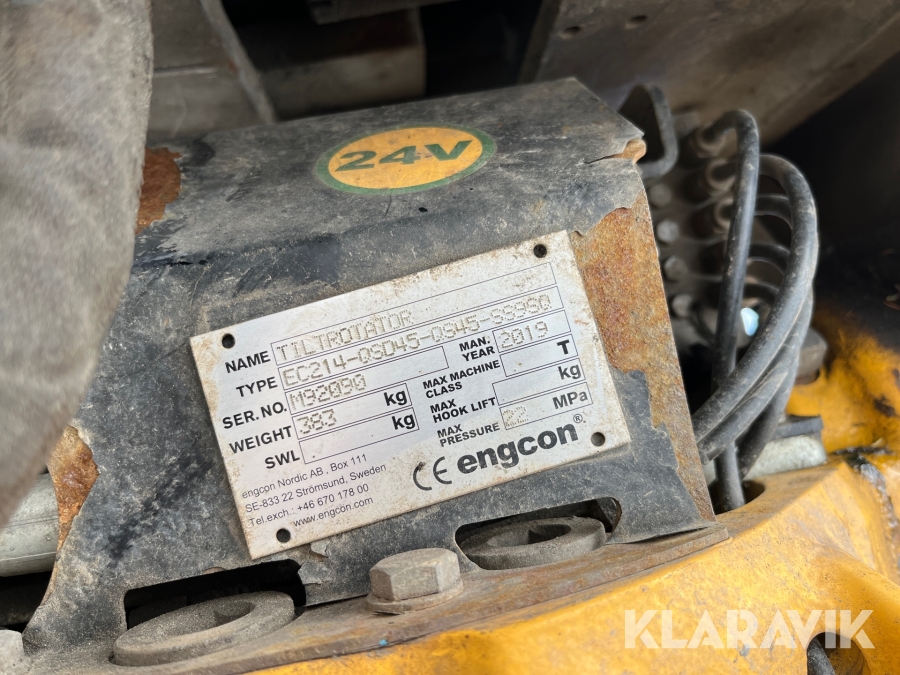 24V
NAME TILTROTATOR
TYPE EC214-QSD45-QS45-SS9S0
SER.NO. M92090 MAN. YEAR 2019
WEIGHT 383 kg MAX MACHINE CLASS T
SWL kg MAX HOOK LIFT kg
MAX PRESSURE 22 MPa
engcon Nordic AB , Box 111
SE-833 22 Strömsund, Sweden
Tel.exch.: +46 670 178 00
www.engcon.com
CE engcon®
KLARAVIK